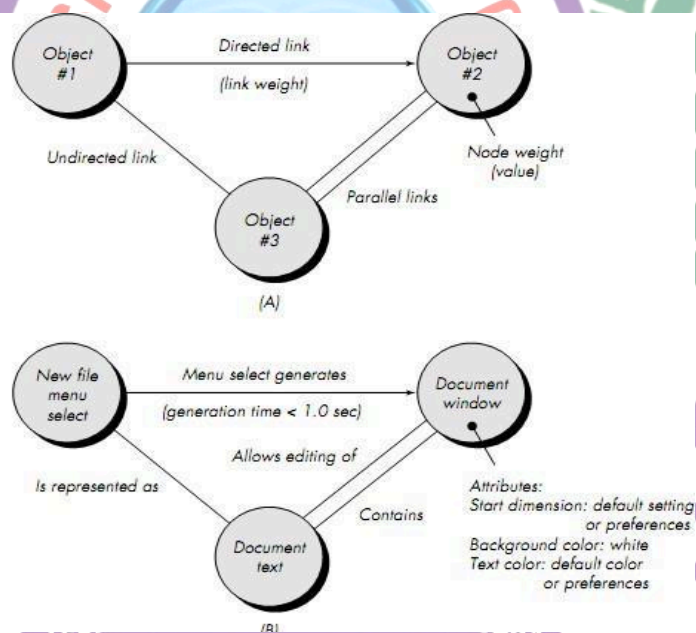 Object
#1
Directed link
(link weight)
Object
#2
Undirected link
Node weight
(value)
Parallel links
Object
#3
(A)
New file
menu
select
Menu select generates
(generation time < 1.0 sec)
Document
window
Allows editing of
Is represented as
Contains
Attributes:
Start dimension: default setting
or preferences
Background color: white
Text color: default color
or preferences
Document
text
(B)